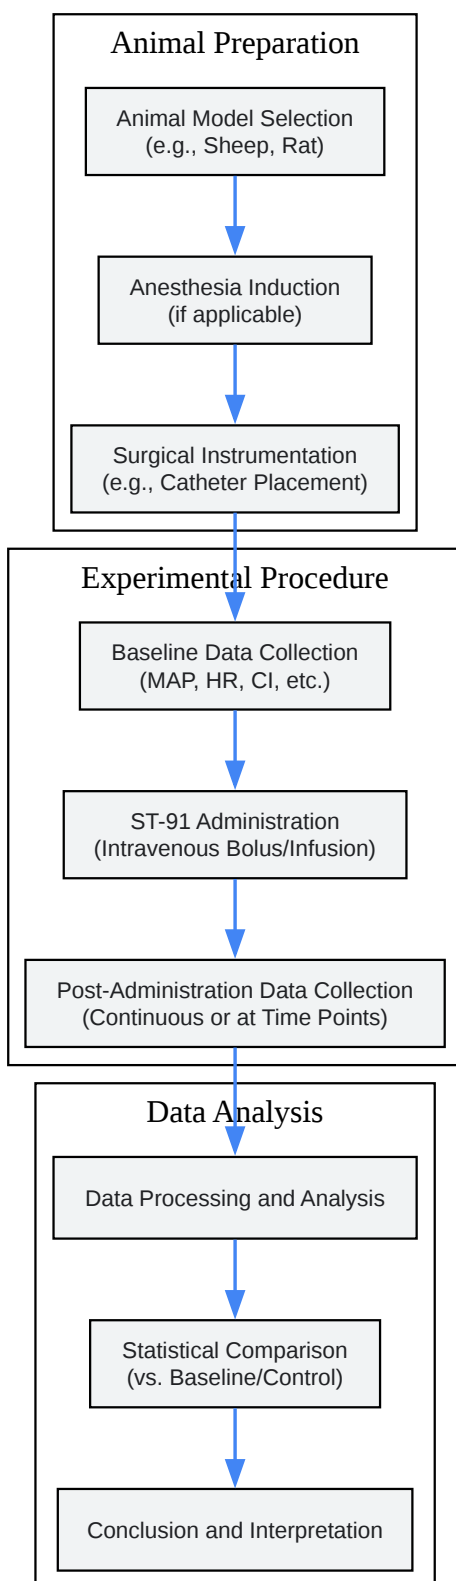 Animal Preparation
Animal Model Selection
(e.g., Sheep, Rat)
Anesthesia Induction
(if applicable)
Surgical Instrumentation
(e.g., Catheter Placement)
Experimental Procedure
Baseline Data Collection
(MAP, HR, CI, etc.)
ST-91 Administration
(Intravenous Bolus/Infusion)
Post-Administration Data Collection
(Continuous or at Time Points)
Data Analysis
Data Processing and Analysis
Statistical Comparison
(vs. Baseline/Control)
Conclusion and Interpretation